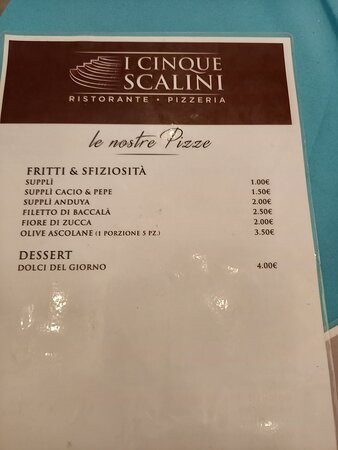 I CINQUE
SCALINI
RISTORANTE • PIZZERIA
le nostre Pizze
FRITTI & SFIZIOSITÀ
SUPPLÌ 1.00€
SUPPLÌ CACIO & PEPE 1.50€
SUPPLÌ ANDUYA 2.00€
FILETTO DI BACCALÀ 2.50€
FIORE DI ZUCCA 2.00€
OLIVE ASCOLANE (1 PORZIONE 5 PZ.) 3.50€
DESSERT
DOLCI DEL GIORNO 4.00€